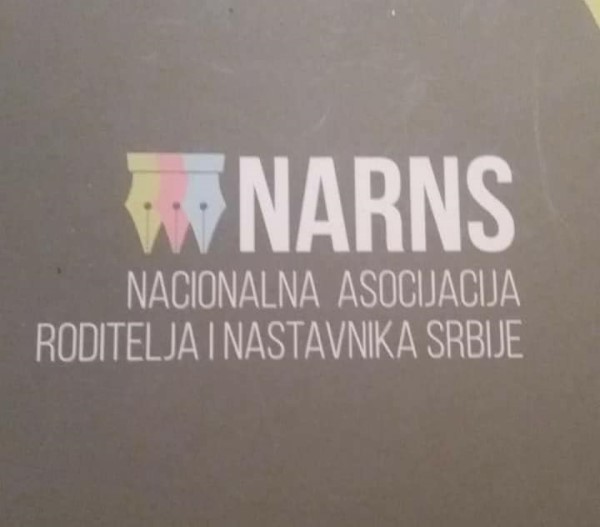 NARNS
NACIONALNA ASOCIJACIJA
RODITELJA I NASTAVNIKA SRBIJE